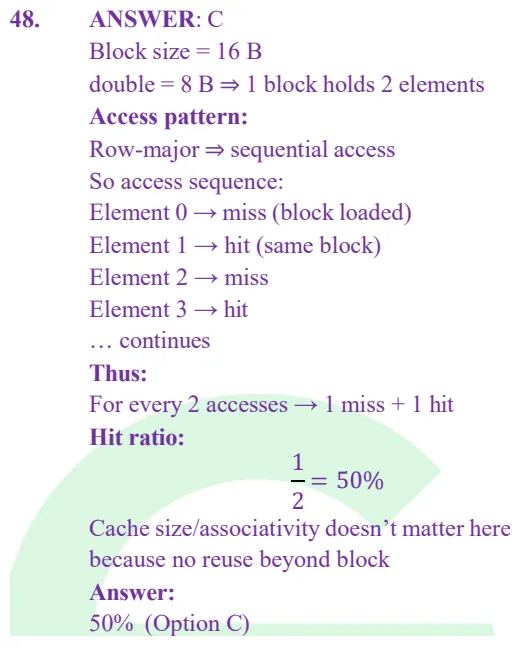 48. ANSWER: C
Block size = 16 B
double = 8 B ⇒ 1 block holds 2 elements
Access pattern:
Row-major ⇒ sequential access
So access sequence:
Element 0 → miss (block loaded)
Element 1 → hit (same block)
Element 2 → miss
Element 3 → hit
… continues
Thus:
For every 2 accesses → 1 miss + 1 hit
Hit ratio:
1
2
= 50%
Cache size/associativity doesn’t matter here
because no reuse beyond block
Answer:
50% (Option C)